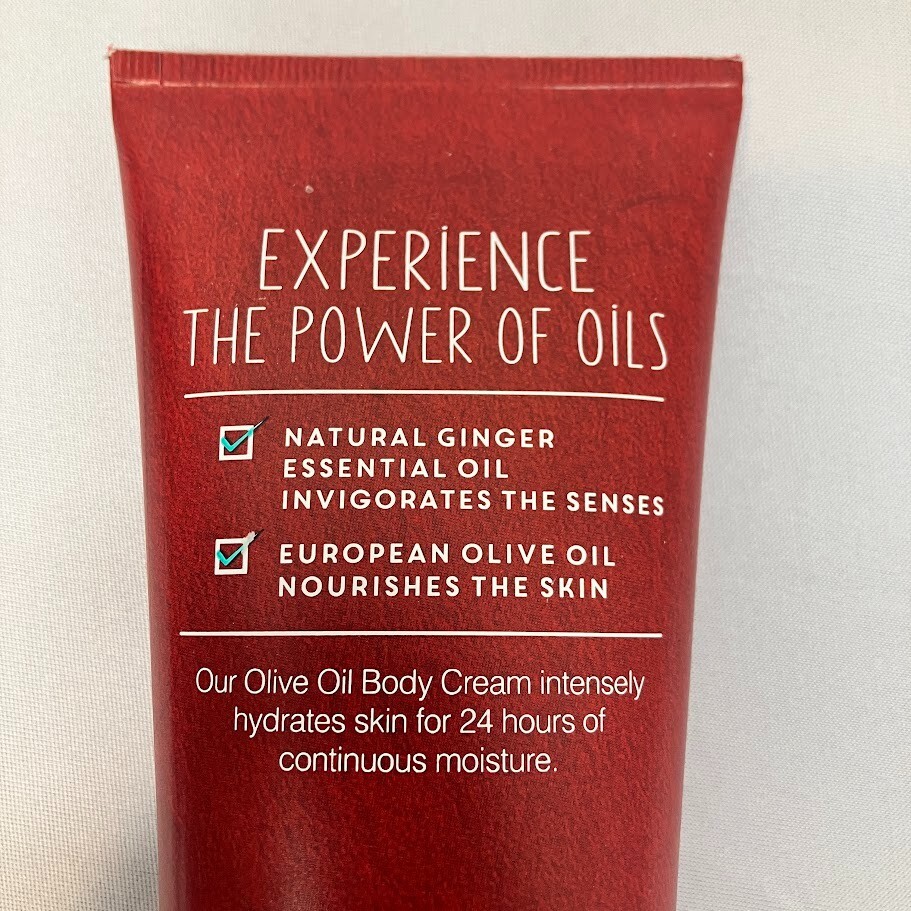 EXPERIENCE
THE POWER OF OILS
NATURAL GINGER
ESSENTIAL OIL
INVIGORATES THE SENSES
EUROPEAN OLIVE OIL
NOURISHES THE SKIN
Our Olive Oil Body Cream intensely
hydrates skin for 24 hours of
continuous moisture.